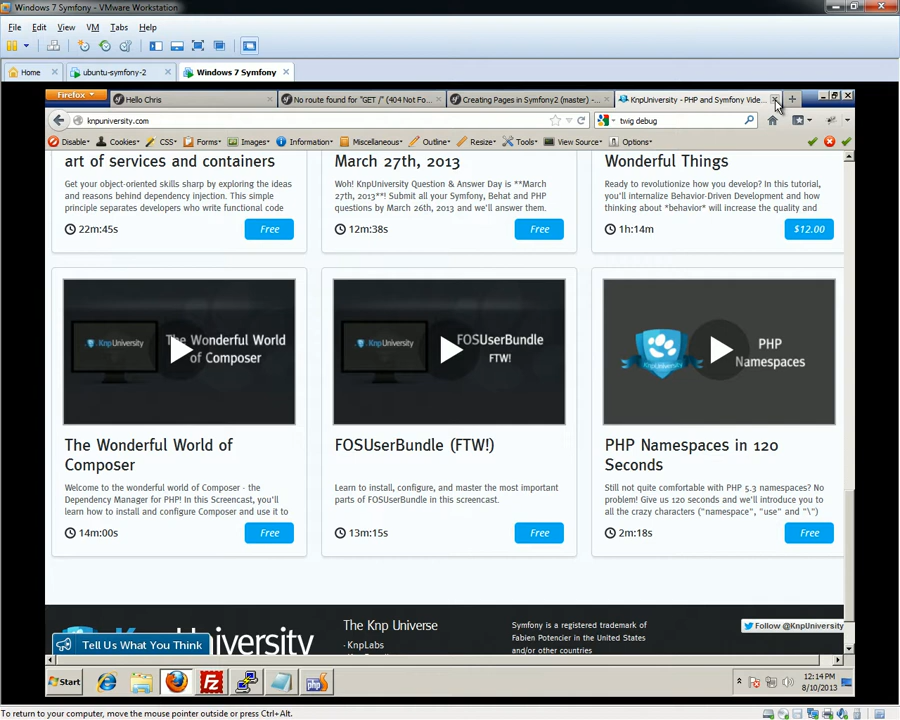 Windows 7 Symfony - VMware Workstation
File Edit View VM Tabs Help
Home
ubuntu-symfony-2
Windows 7 Symfony
Firefox
Hello Chris
No route found for "GET /" (404 Not Fo...
Creating Pages in Symfony2 (master) - ...
KnpUniversity - PHP and Symfony Vide...
knpuniversity.com
twig debug
Disable Cookies CSS Forms Images Information Miscellaneous Outline Resize Tools View Source Options
art of services and containers
Get your object-oriented skills sharp by exploring the ideas
and reasons behind dependency injection. This simple
principle separates developers who write functional code
22m:45s
Free
March 27th, 2013
Woh! KnpUniversity Question & Answer Day is **March
27th, 2013**! Submit all your Symfony, Behat and PHP
questions by March 26th, 2013 and we'll answer them.
12m:38s
Free
Wonderful Things
Ready to revolutionize how you develop? In this tutorial,
you'll internalize Behavior-Driven Development and how
thinking about *behavior* will increase the quality and
1h:14m
$12.00
KnpUniversity
The Wonderful World
of Composer
The Wonderful World of
Composer
Welcome to the wonderful world of Composer - the
Dependency Manager for PHP! In this Screencast, you'll
learn how to install and configure Composer and use it to
14m:00s
Free
KnpUniversity
FOSUserBundle
FTW!
FOSUserBundle (FTW!)
Learn to install, configure, and master the most important
parts of FOSUserBundle in this screencast.
13m:15s
Free
KnpUniversity
PHP
Namespaces
PHP Namespaces in 120
Seconds
Still not quite comfortable with PHP 5.3 namespaces? No
problem! Give us 120 seconds and we'll introduce you to
all the crazy characters ("namespace", "use" and "\")
2m:18s
Free
KnpUniversity
Tell Us What You Think
The Knp Universe
- KnpLabs
Symfony is a registered trademark of
Fabien Potencier in the United States
and/or other countries
Follow @KnpUniversity
Start
12:14 PM
8/10/2013
To return to your computer, move the mouse pointer outside or press Ctrl+Alt.